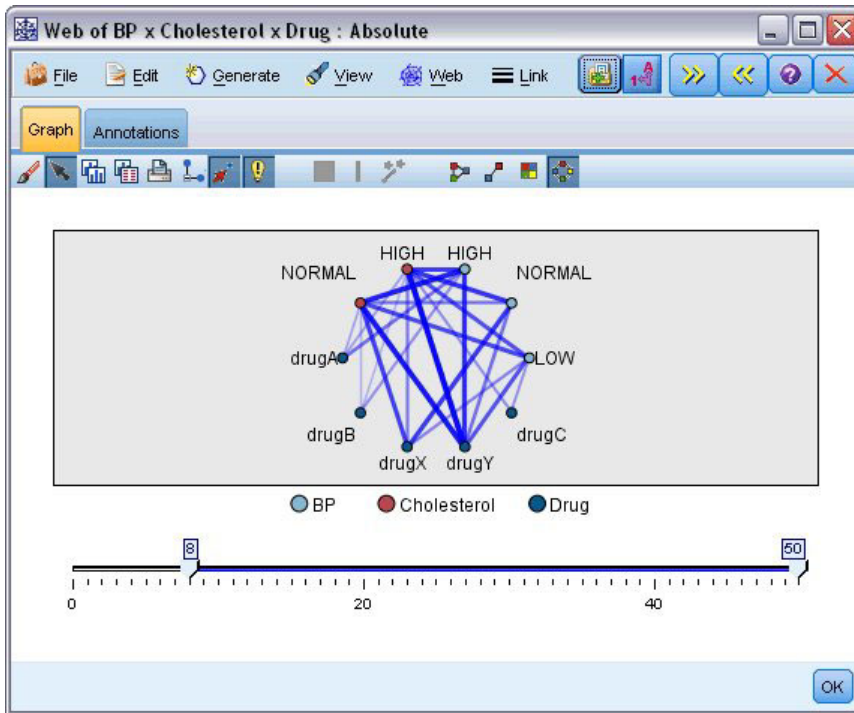 Web of BP x Cholesterol x Drug : Absolute
File Edit Generate View Web Link
Graph Annotations
HIGH HIGH
NORMAL NORMAL
drugA LOW
drugB drugC
drugX drugY
BP Cholesterol Drug
8 50
0 20 40
OK